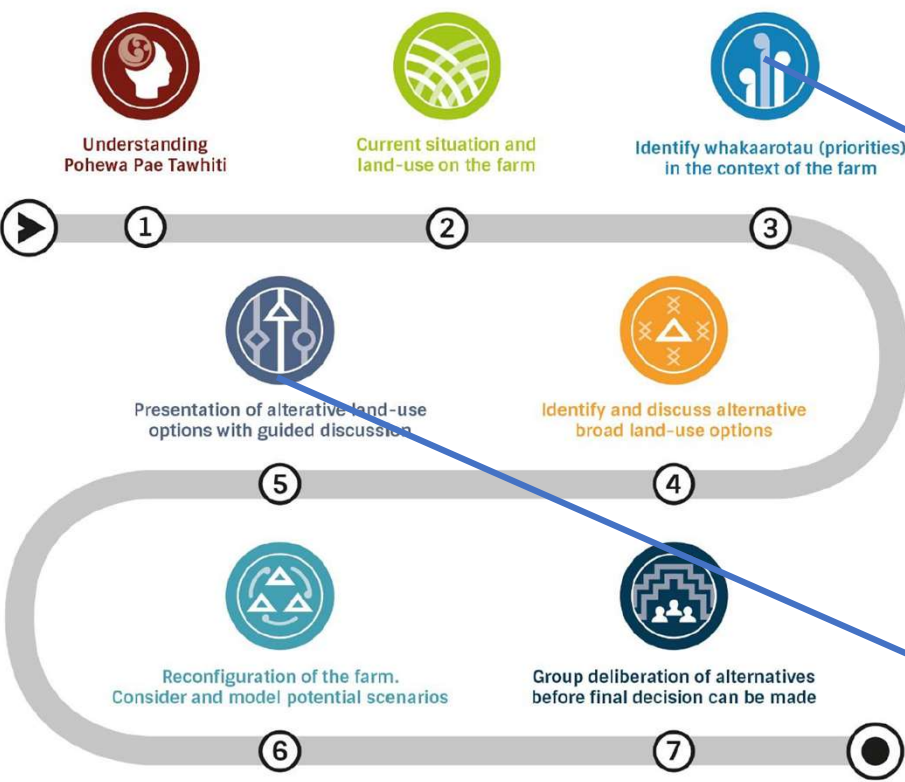 Understanding
Pohewa Pae Tawhiti
Current situation and
land-use on the farm
Identify whakaarotau (priorities)
in the context of the farm
1
2
3
Identify and discuss alternative
broad land-use options
4
Presentation of alterative land-use
options with guided discussion
5
Reconfiguration of the farm.
Consider and model potential scenarios
6
Group deliberation of alternatives
before final decision can be made
7